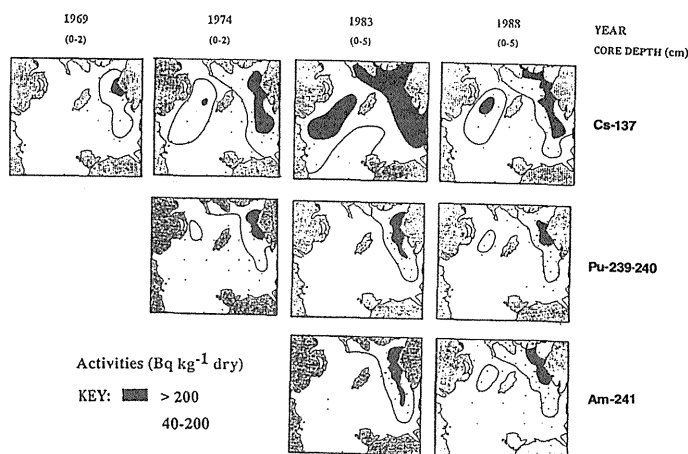 1969 1974 1983 1988 YEAR
(0-2) (0-2) (0-5) (0-5) CORE DEPTH (cm)
Cs-137
Pu-239-240
Activities (Bq kg-1 dry)
KEY: > 200
40-200
Am-241